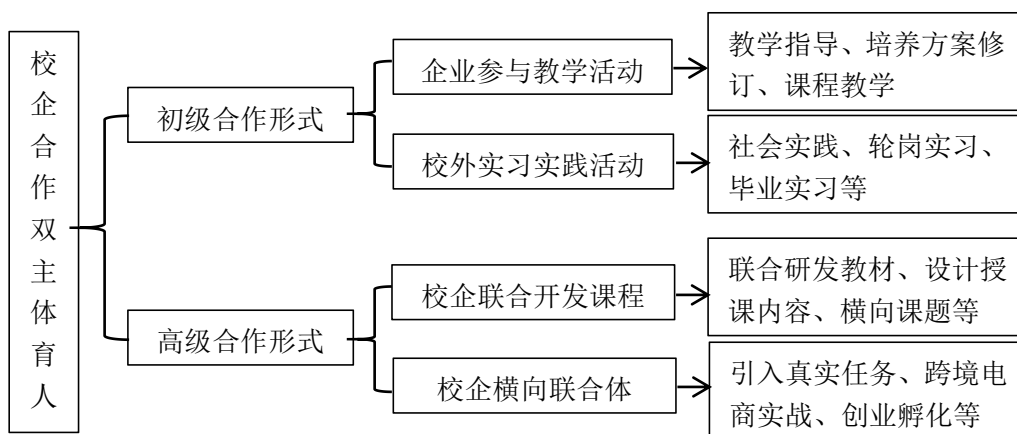 校企合作双主体育人
初级合作形式
企业参与教学活动
教学指导、培养方案修
订、课程教学
校外实习实践活动
社会实践、轮岗实习、
毕业实习等
高级合作形式
校企联合开发课程
联合研发教材、设计授
课内容、横向课题等
校企横向联合体
引入真实任务、跨境电
商实战、创业孵化等